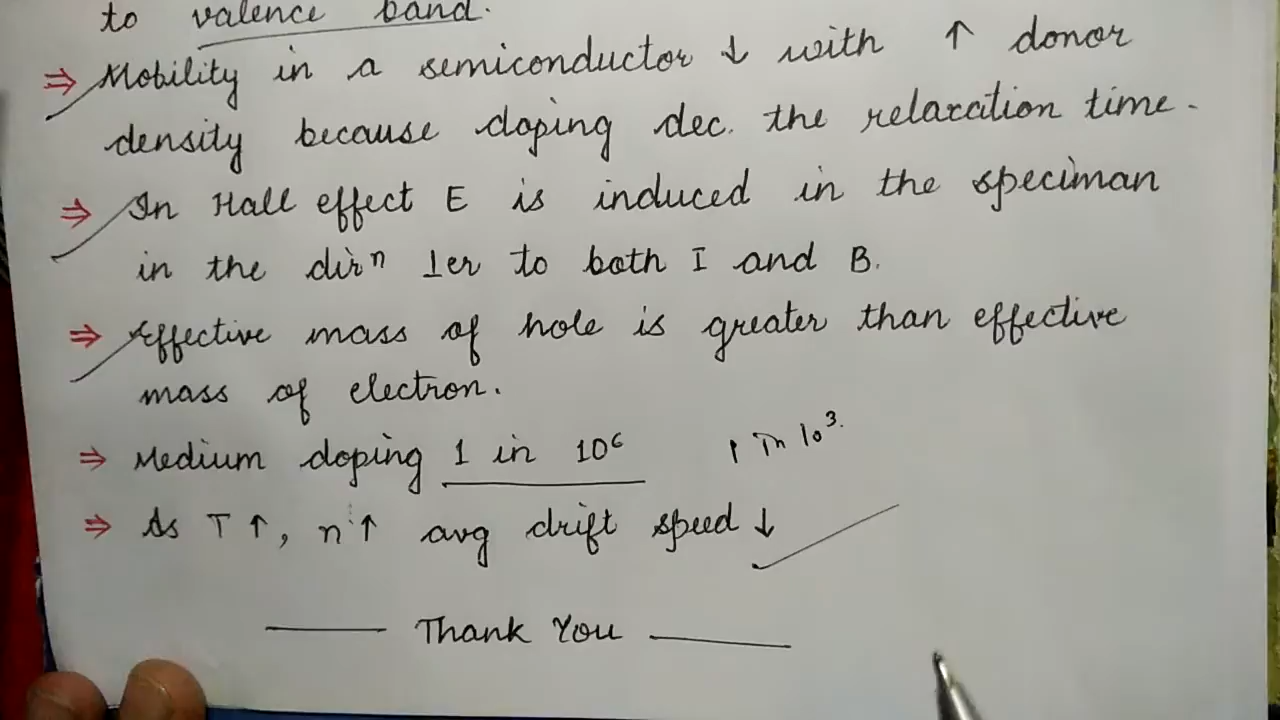 to valence band.
⇒ Mobility in a semiconductor ↓ with ↑ donor
density because doping dec. the relaxation time.
⇒ In Hall effect E is induced in the speciman
in the dirⁿ ⊥er to both I and B.
⇒ Effective mass of hole is greater than effective
mass of electron.
⇒ Medium doping 1 in 10⁶ 1 in 10³.
⇒ As T↑, n↑ avg drift speed ↓
Thank You